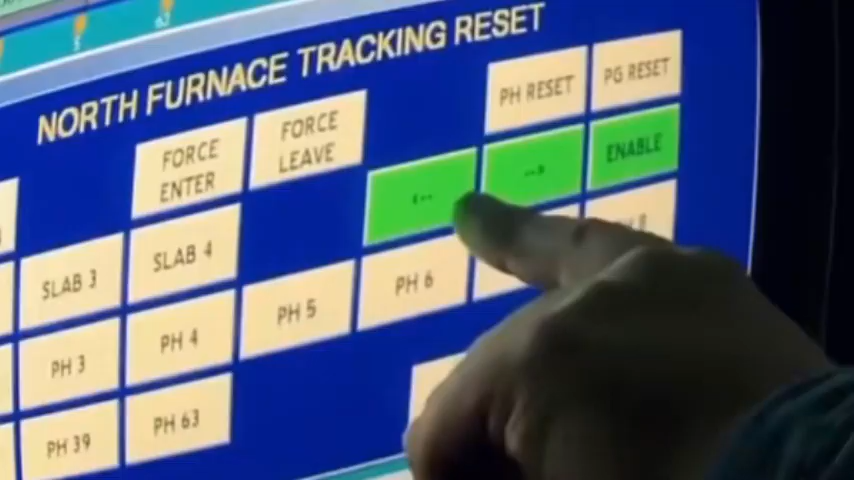 NORTH FURNACE TRACKING RESET
FORCE
ENTER
FORCE
LEAVE
PH RESET
PG RESET
<--
-->
ENABLE
SLAB 3
SLAB 4
PH 3
PH 4
PH 5
PH 6
PH 39
PH 63